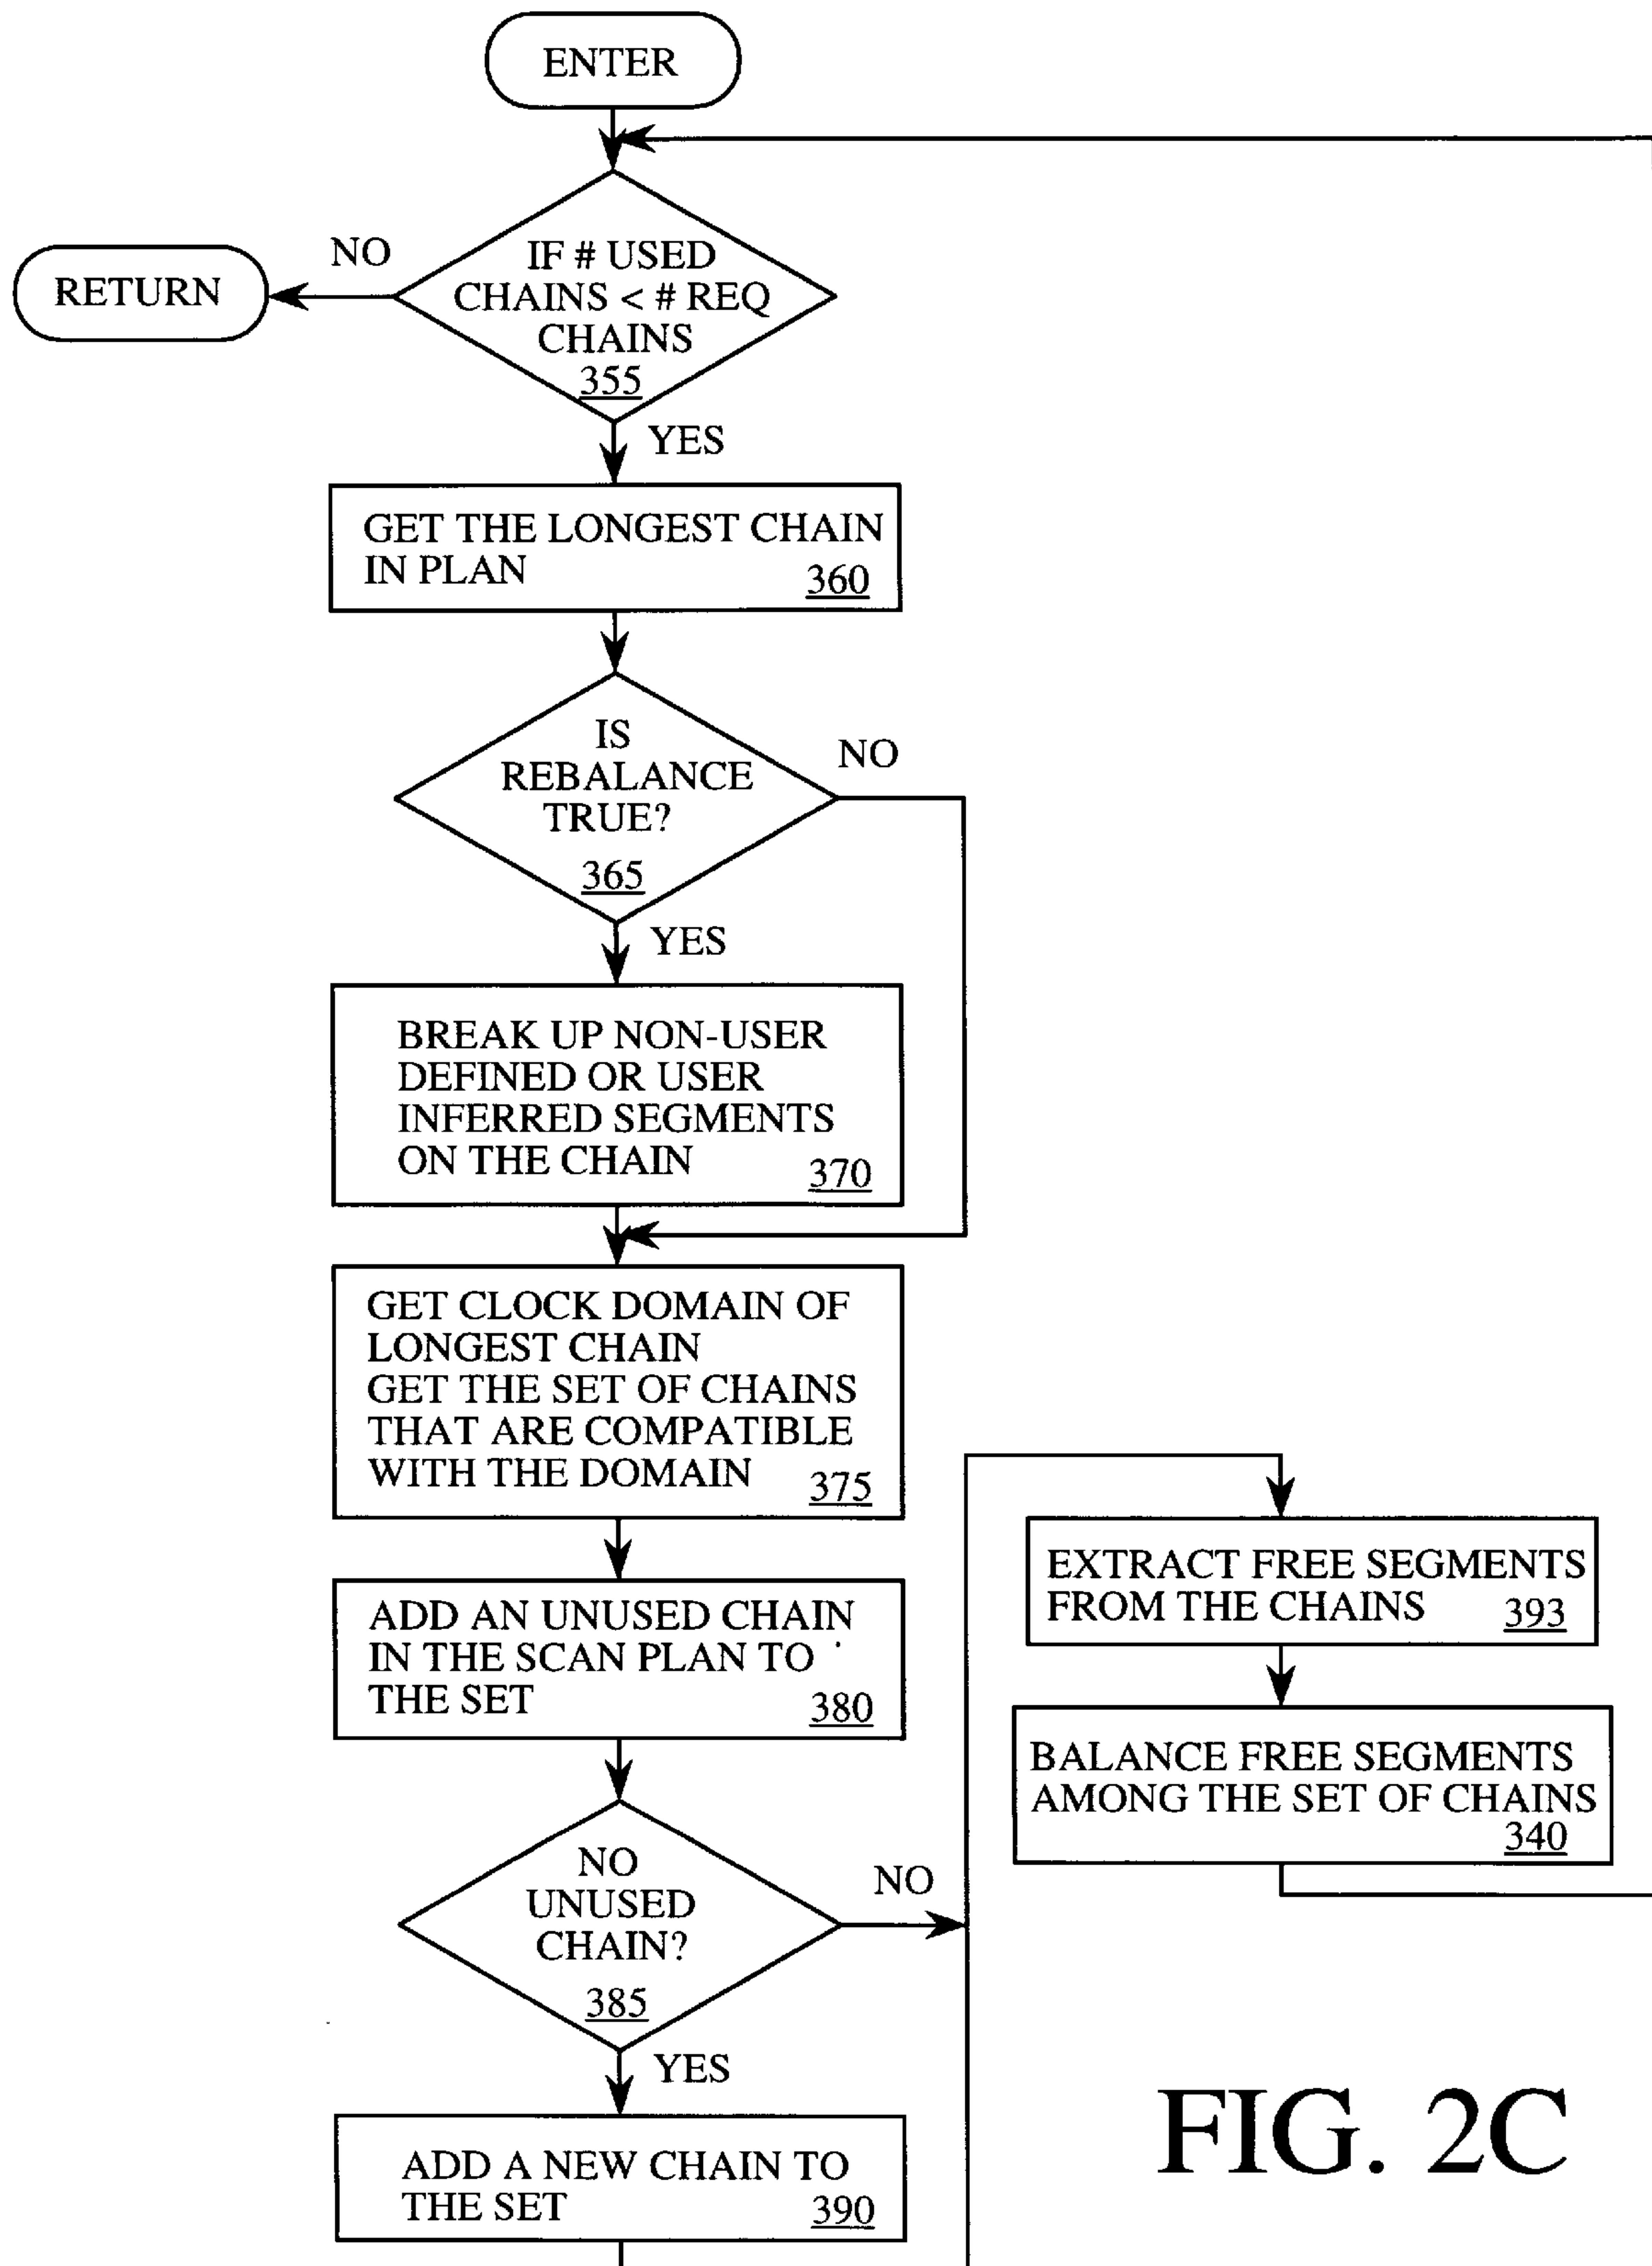 ENTER
NO
RETURN
IF # USED
CHAINS < # REQ
CHAINS
355
YES
GET THE LONGEST CHAIN
IN PLAN
360
IS
REBALANCE
TRUE?
365
NO
YES
BREAK UP NON-USER
DEFINED OR USER
INFERRED SEGMENTS
ON THE CHAIN
370
GET CLOCK DOMAIN OF
LONGEST CHAIN
GET THE SET OF CHAINS
THAT ARE COMPATIBLE
WITH THE DOMAIN
375
ADD AN UNUSED CHAIN
IN THE SCAN PLAN TO
THE SET
380
NO
UNUSED
CHAIN?
385
NO
YES
ADD A NEW CHAIN TO
THE SET
390
EXTRACT FREE SEGMENTS
FROM THE CHAINS
393
BALANCE FREE SEGMENTS
AMONG THE SET OF CHAINS
340
FIG. 2C